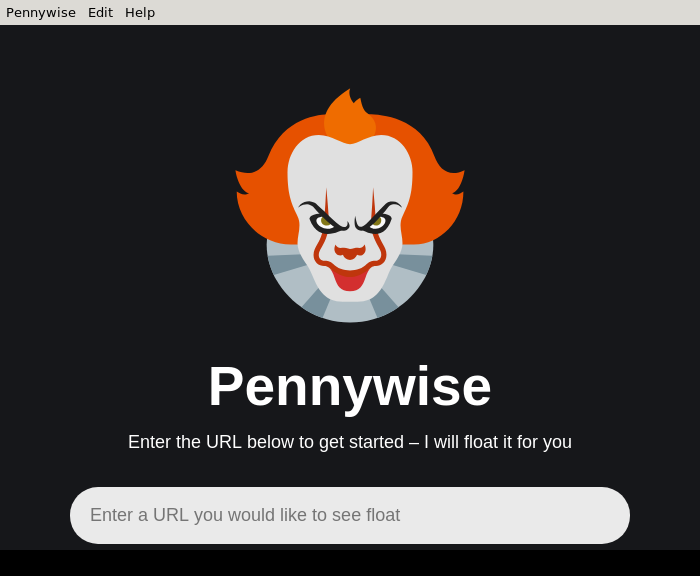 Pennywise Edit Help
Pennywise
Enter the URL below to get started – I will float it for you
Enter a URL you would like to see float